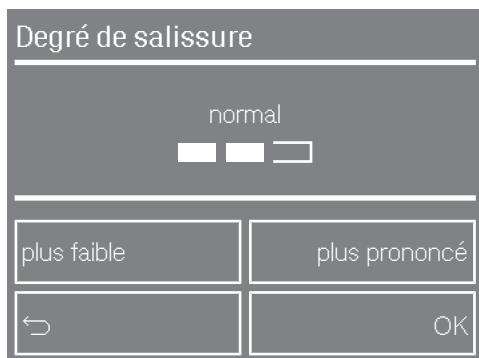 Degré de salissure
normal
plus faible
plus prononcé
OK